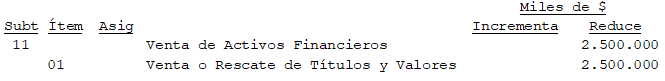 Miles de $
Subt Ítem Asig Incrementa Reduce
11 Venta de Activos Financieros 2.500.000
01 Venta o Rescate de Títulos y Valores 2.500.000